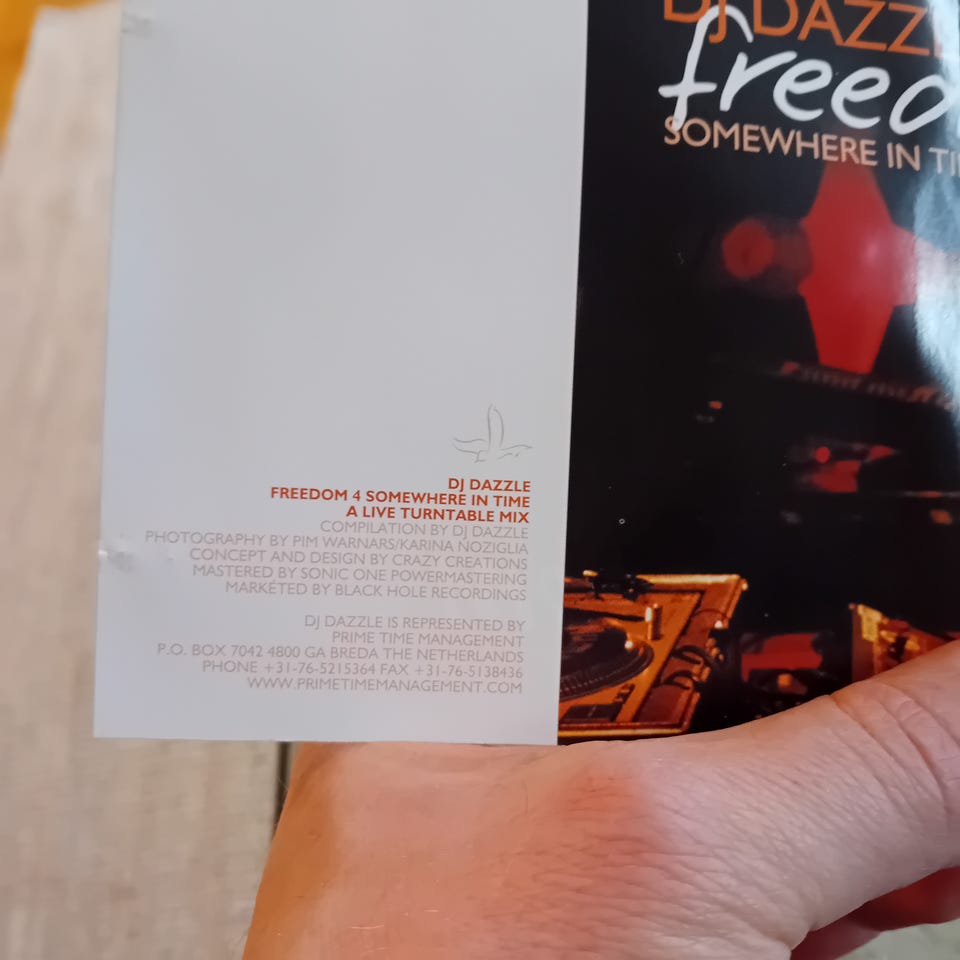 DJ DAZZLE
FREEDOM 4 SOMEWHERE IN TIME
A LIVE TURNTABLE MIX
COMPILATION BY DJ DAZZLE
PHOTOGRAPHY BY PIM WARNARS/KARINA NOZIGLIA
CONCEPT AND DESIGN BY CRAZY CREATIONS
MASTERED BY SONIC ONE POWERMASTERING
MARKETED BY BLACK HOLE RECORDINGS
DJ DAZZLE IS REPRESENTED BY
PRIME TIME MANAGEMENT
P.O. BOX 7042 4800 GA BREDA THE NETHERLANDS
PHONE +31-76-5215364 FAX +31-76-5138436
WWW.PRIMETIMEMANAGEMENT.COM
DJ DAZZ
free
SOMEWHERE IN TI